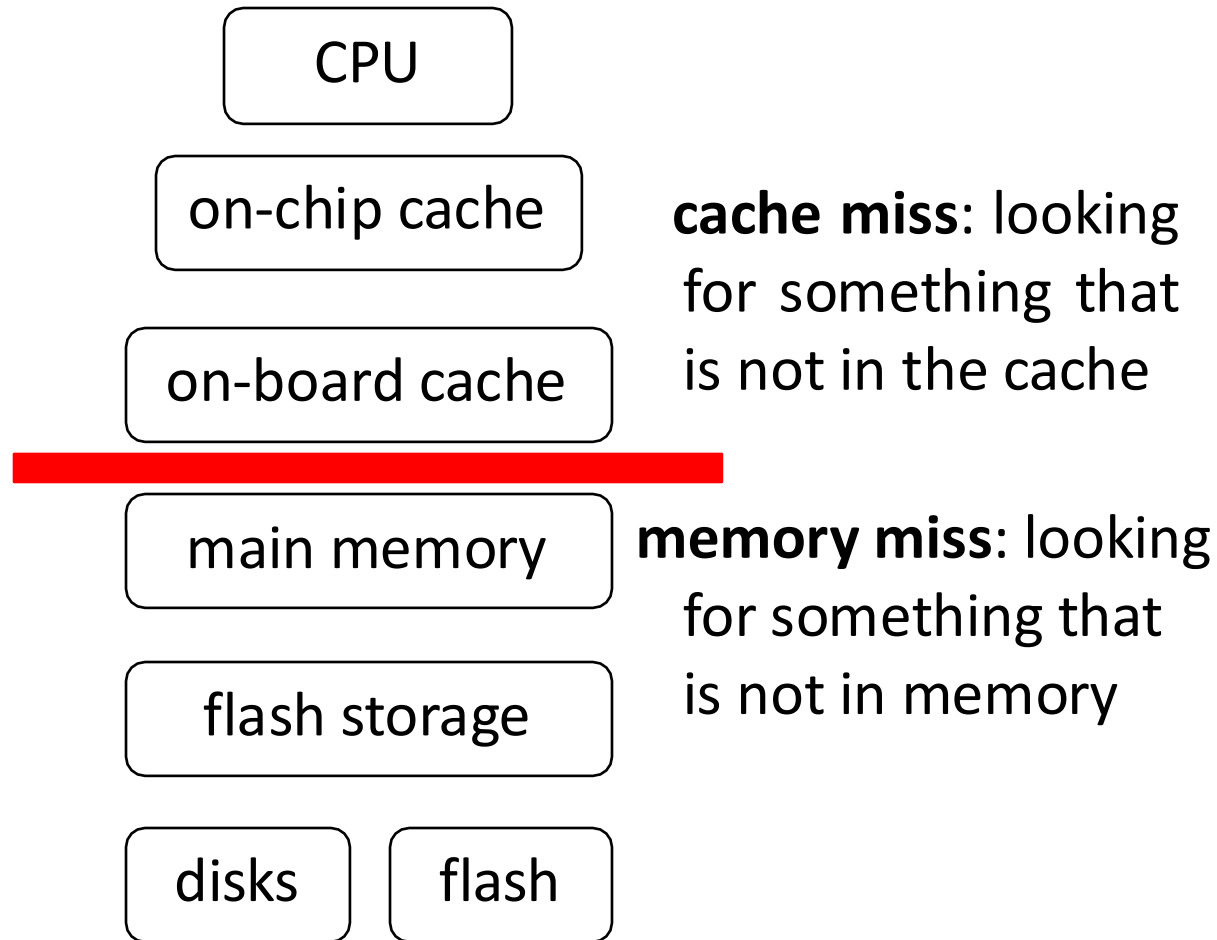 CPU
on-chip cache
cache miss: looking
for something that
is not in the cache
on-board cache
main memory
memory miss: looking
for something that
is not in memory
flash storage
disks
flash